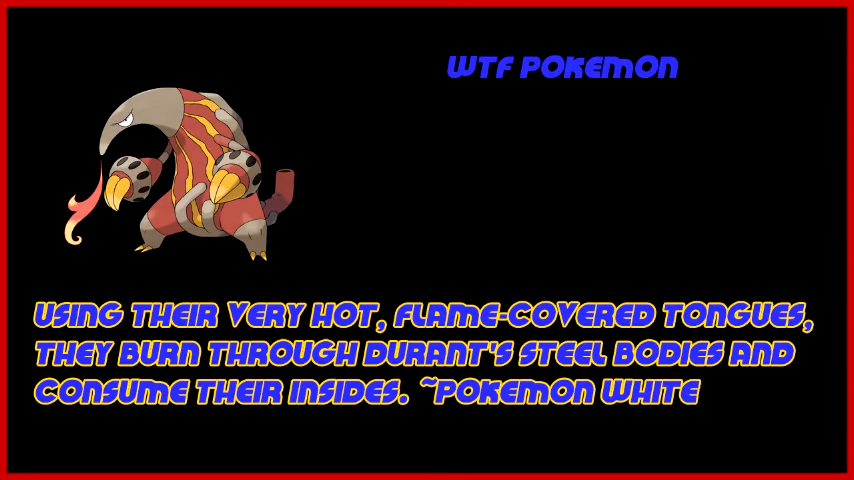 WTF POKEMON
USING THEIR VERY HOT, FLAME-COVERED TONGUES,
THEY BURN THROUGH DURANT'S STEEL BODIES AND
CONSUME THEIR INSIDES. ~POKEMON WHITE